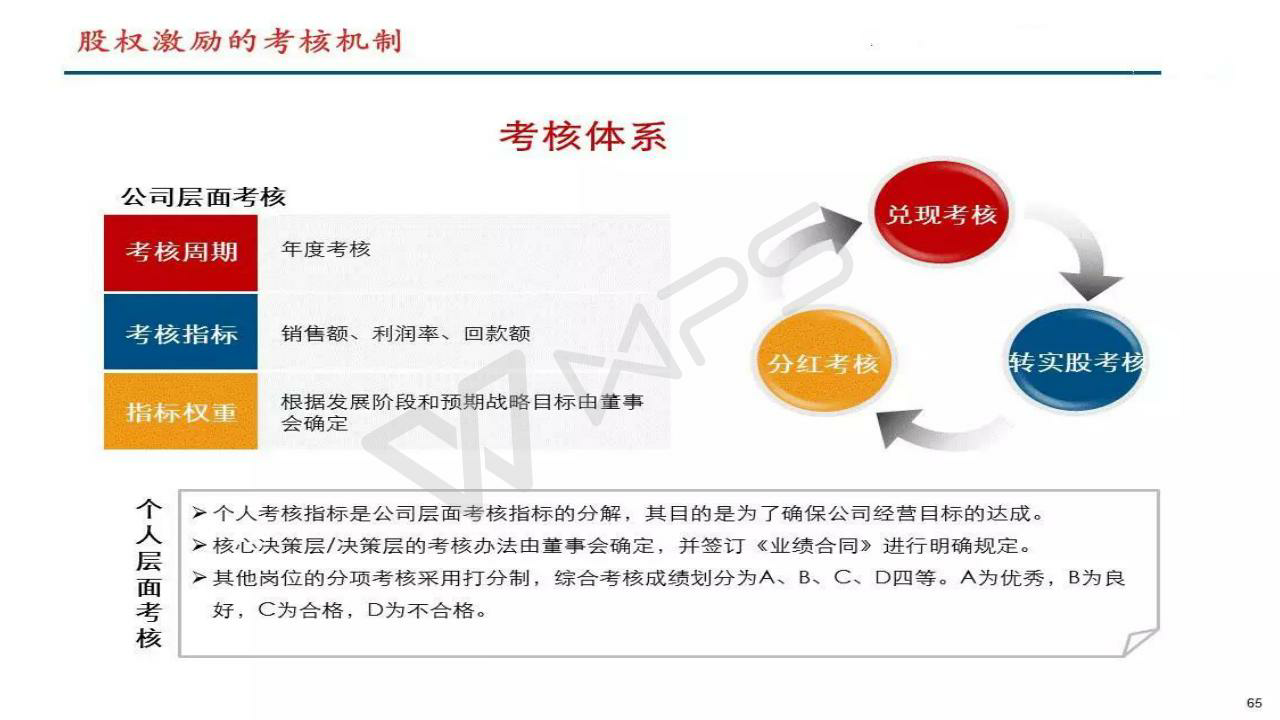 股权激励的考核机制
考核体系
公司层面考核
考核周期
年度考核
考核指标
销售额、利润率、回款额
指标权重
根据发展阶段和预期战略目标由董事
会确定
兑现考核
转实股考核
分红考核
WPS
个人层面考核
➢个人考核指标是公司层面考核指标的分解，其目的是为了确保公司经营目标的达成。
➢核心决策层/决策层的考核办法由董事会确定，并签订《业绩合同》进行明确规定。
➢其他岗位的分项考核采用打分制，综合考核成绩划分为A、B、C、D四等。A为优秀，B为良
好，C为合格，D为不合格。
65